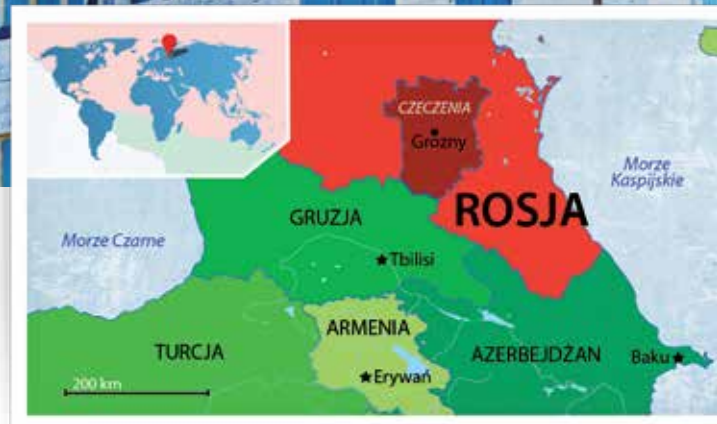 CZECZENIA
Grozny
Morze
Kaspijskie
ROSJA
GRUZJA
Morze Czarne
Tbilisi
ARMENIA
TURCJA
AZERBEJDŻAN
Baku
Erywań
200 km